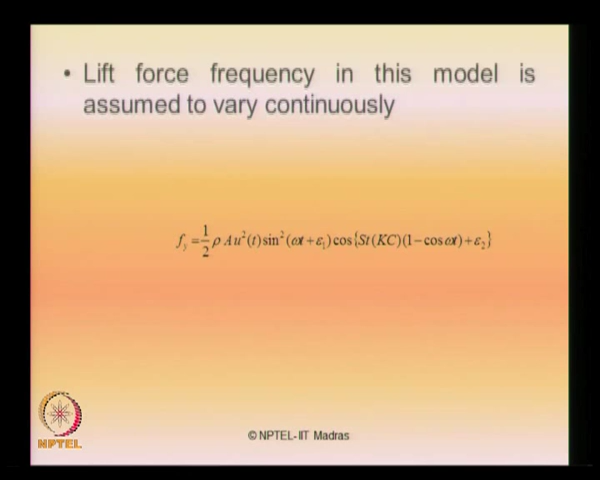 • Lift force frequency in this model is
assumed to vary continuously
f_y = 1/2 ρ A u²(t) sin²(ωt + ε₁) cos{St(KC)(1 − cos ωt) + ε₂}
NPTEL
© NPTEL-IIT Madras